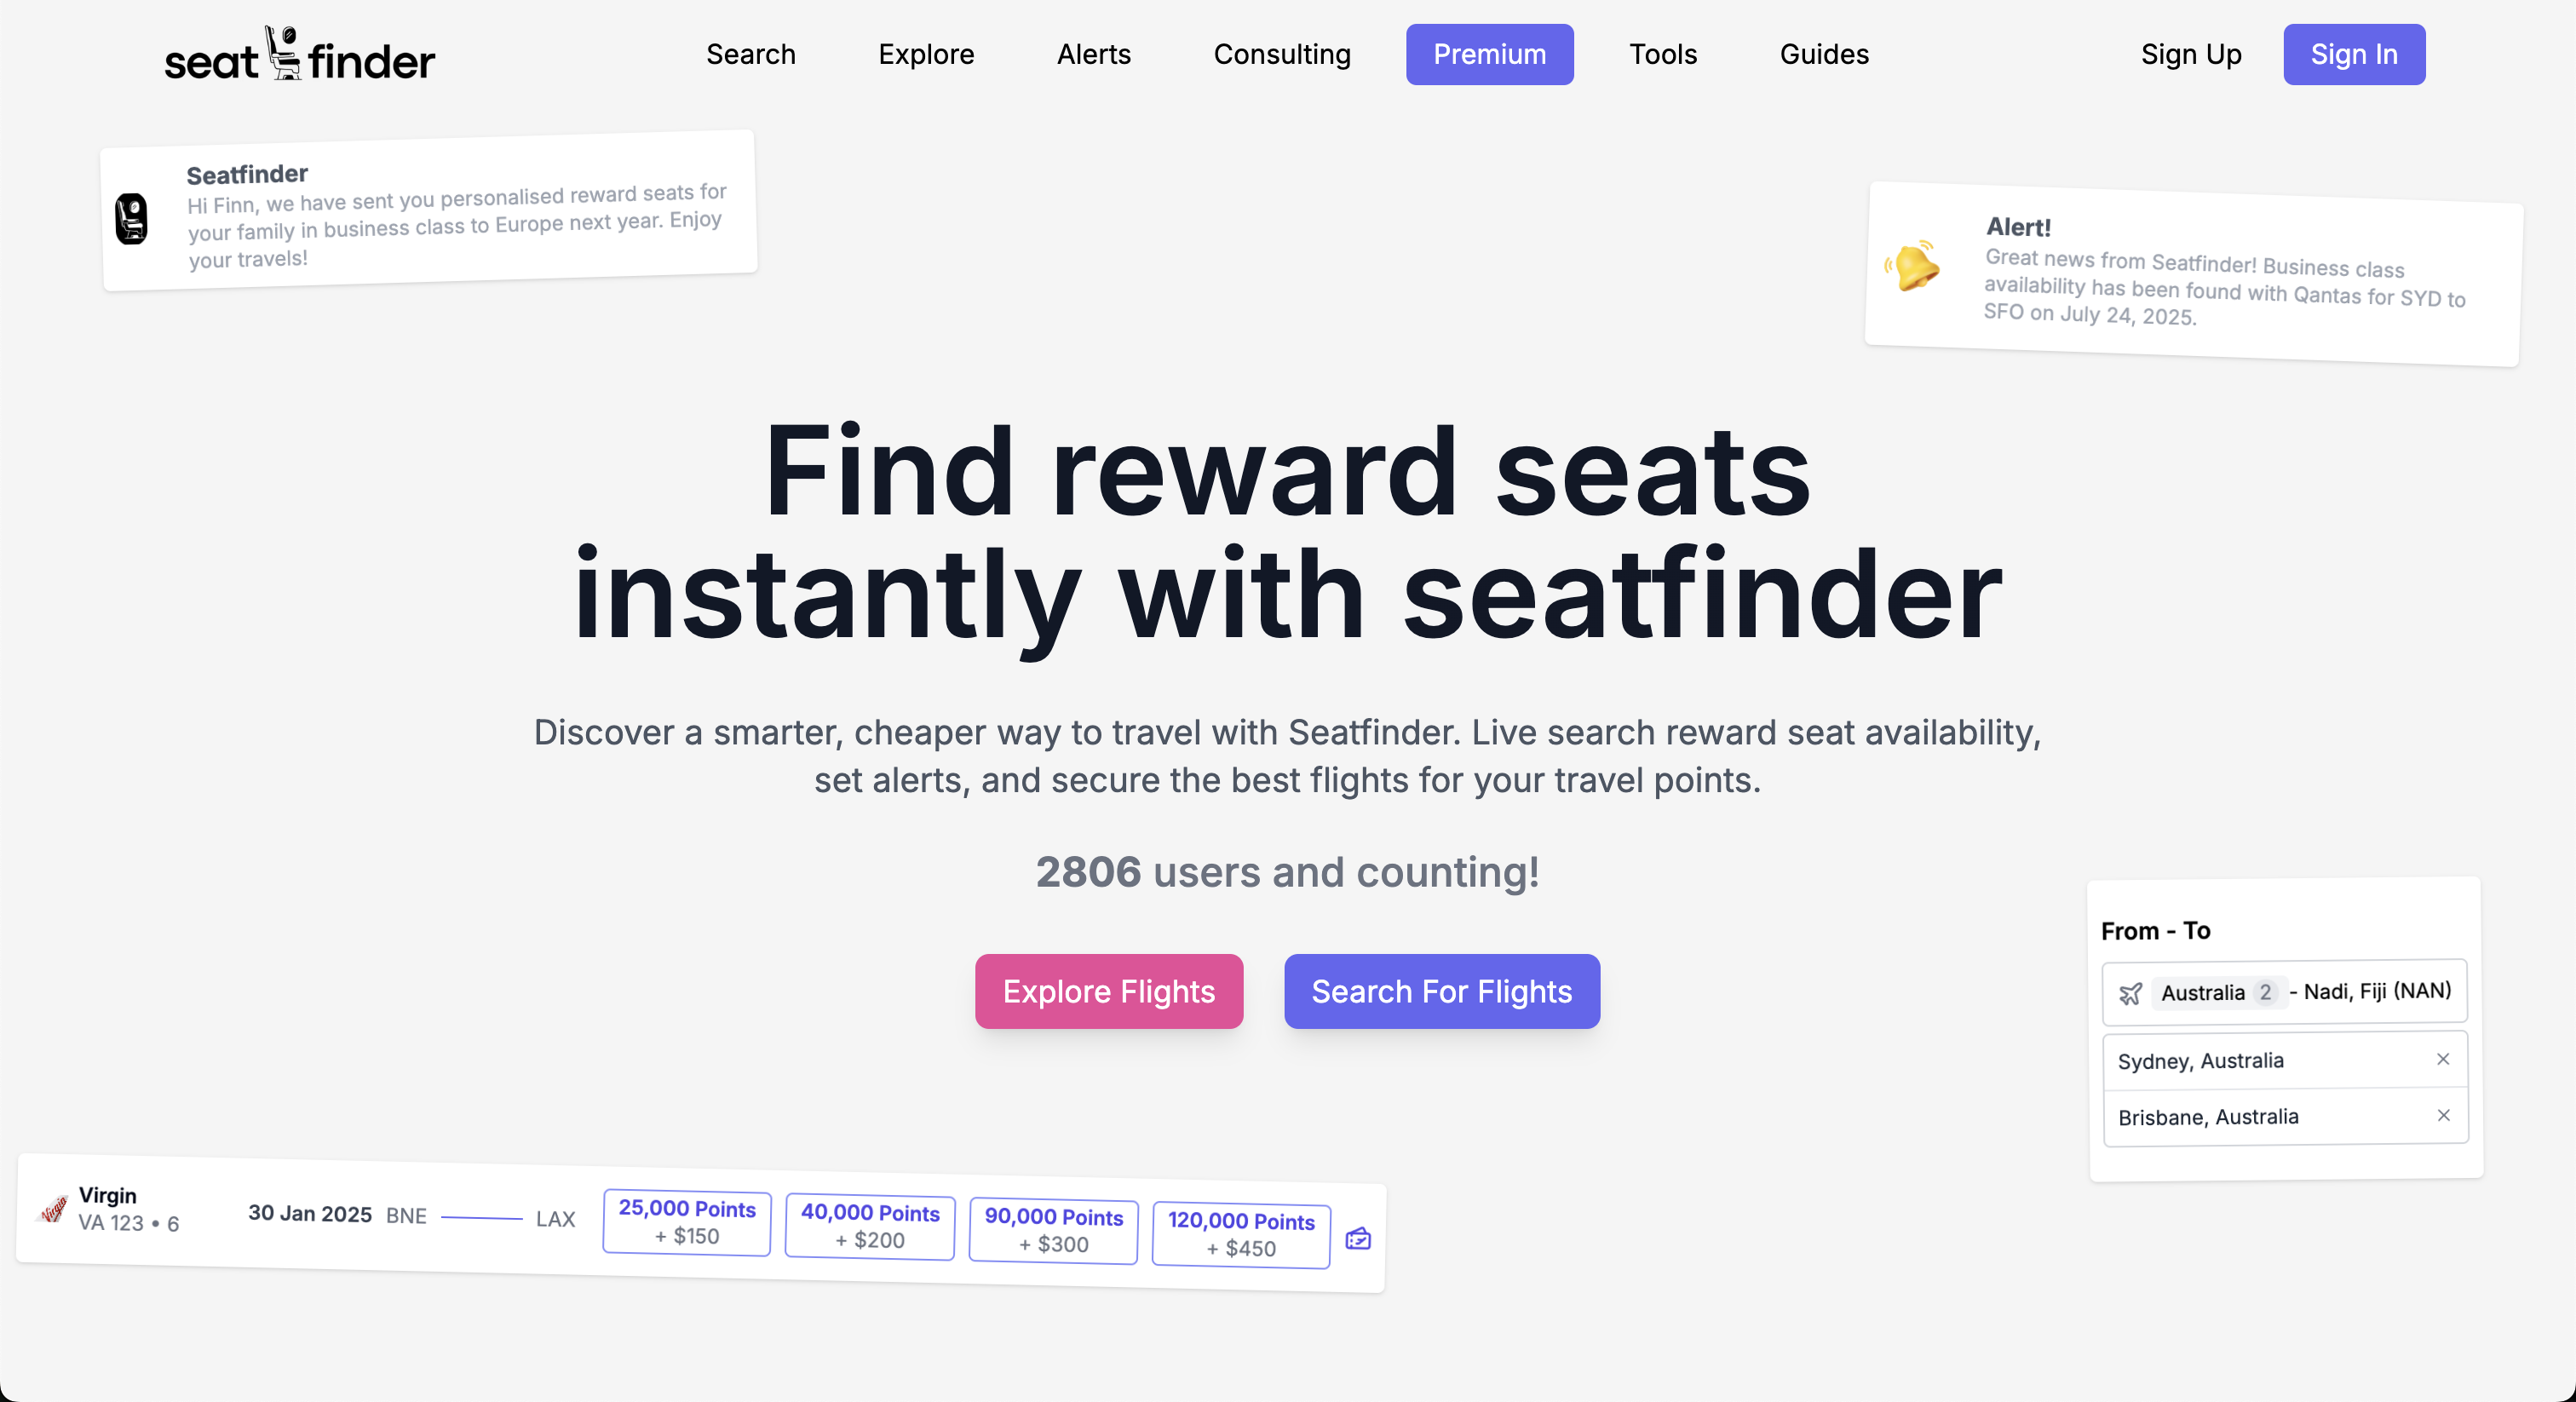 seat finder
Search
Explore
Alerts
Consulting
Premium
Tools
Guides
Sign Up
Sign In
Seatfinder
Hi Finn, we have sent you personalised reward seats for
your family in business class to Europe next year. Enjoy
your travels!
Alert!
Great news from Seatfinder! Business class
availability has been found with Qantas for SYD to
SFO on July 24, 2025.
Find reward seats
instantly with seatfinder
Discover a smarter, cheaper way to travel with Seatfinder. Live search reward seat availability,
set alerts, and secure the best flights for your travel points.
2806 users and counting!
Explore Flights
Search For Flights
From - To
Australia 2 - Nadi, Fiji (NAN)
Sydney, Australia
Brisbane, Australia
Virgin
Virgin
VA 123 • 6
30 Jan 2025 BNE LAX
25,000 Points
+ $150
40,000 Points
+ $200
90,000 Points
+ $300
120,000 Points
+ $450